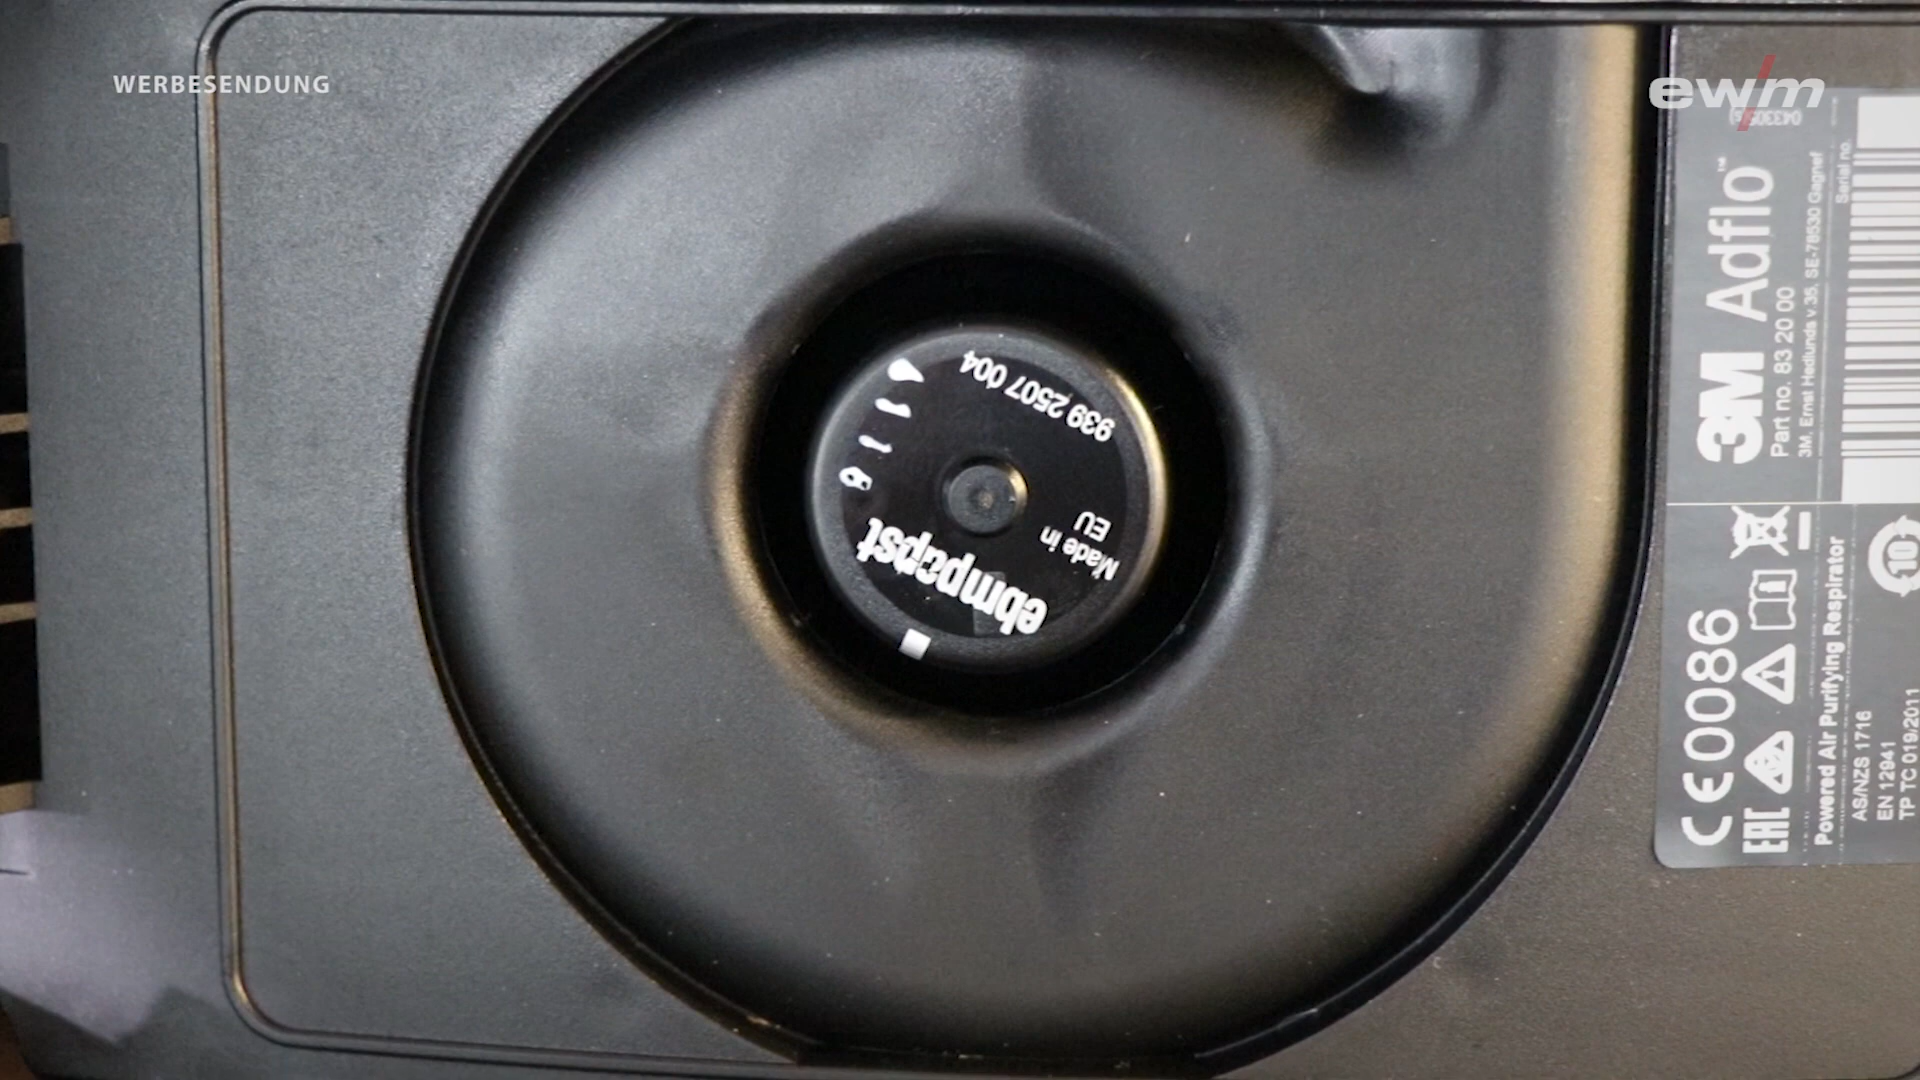 WERBESENDUNG
ewm
939 2507 004
ebmpapst
Made in
EU
3M Adflo™
Part no. 83 20 00
3M, Ernst Hedlunds v. 35, SE-78530 Gagnef
Serial no.
CE0086
EAC
Powered Air Purifying Respirator
AS/NZS 1716
EN 12941
TP TC 019/2011
10